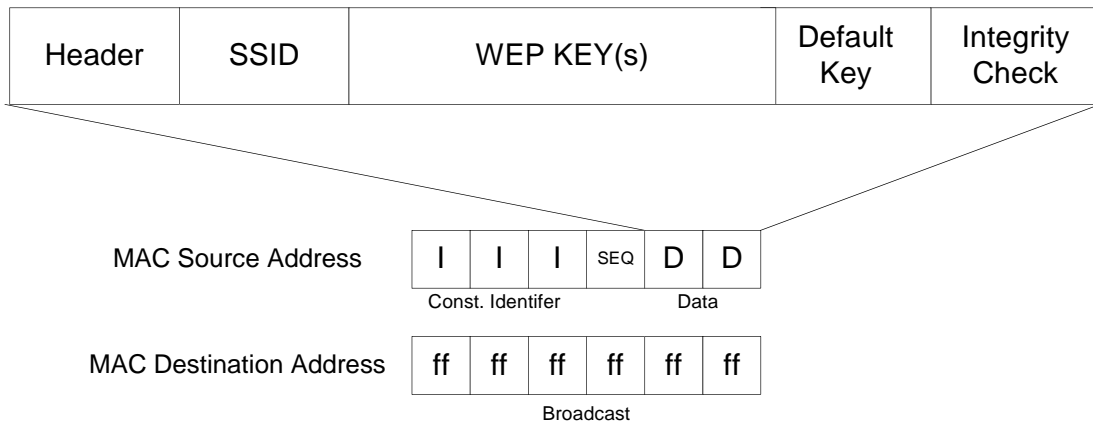 Header SSID WEP KEY(s) Default Key Integrity Check
MAC Source Address I I I SEQ D D
Const. Identifer Data
MAC Destination Address ff ff ff ff ff ff
Broadcast